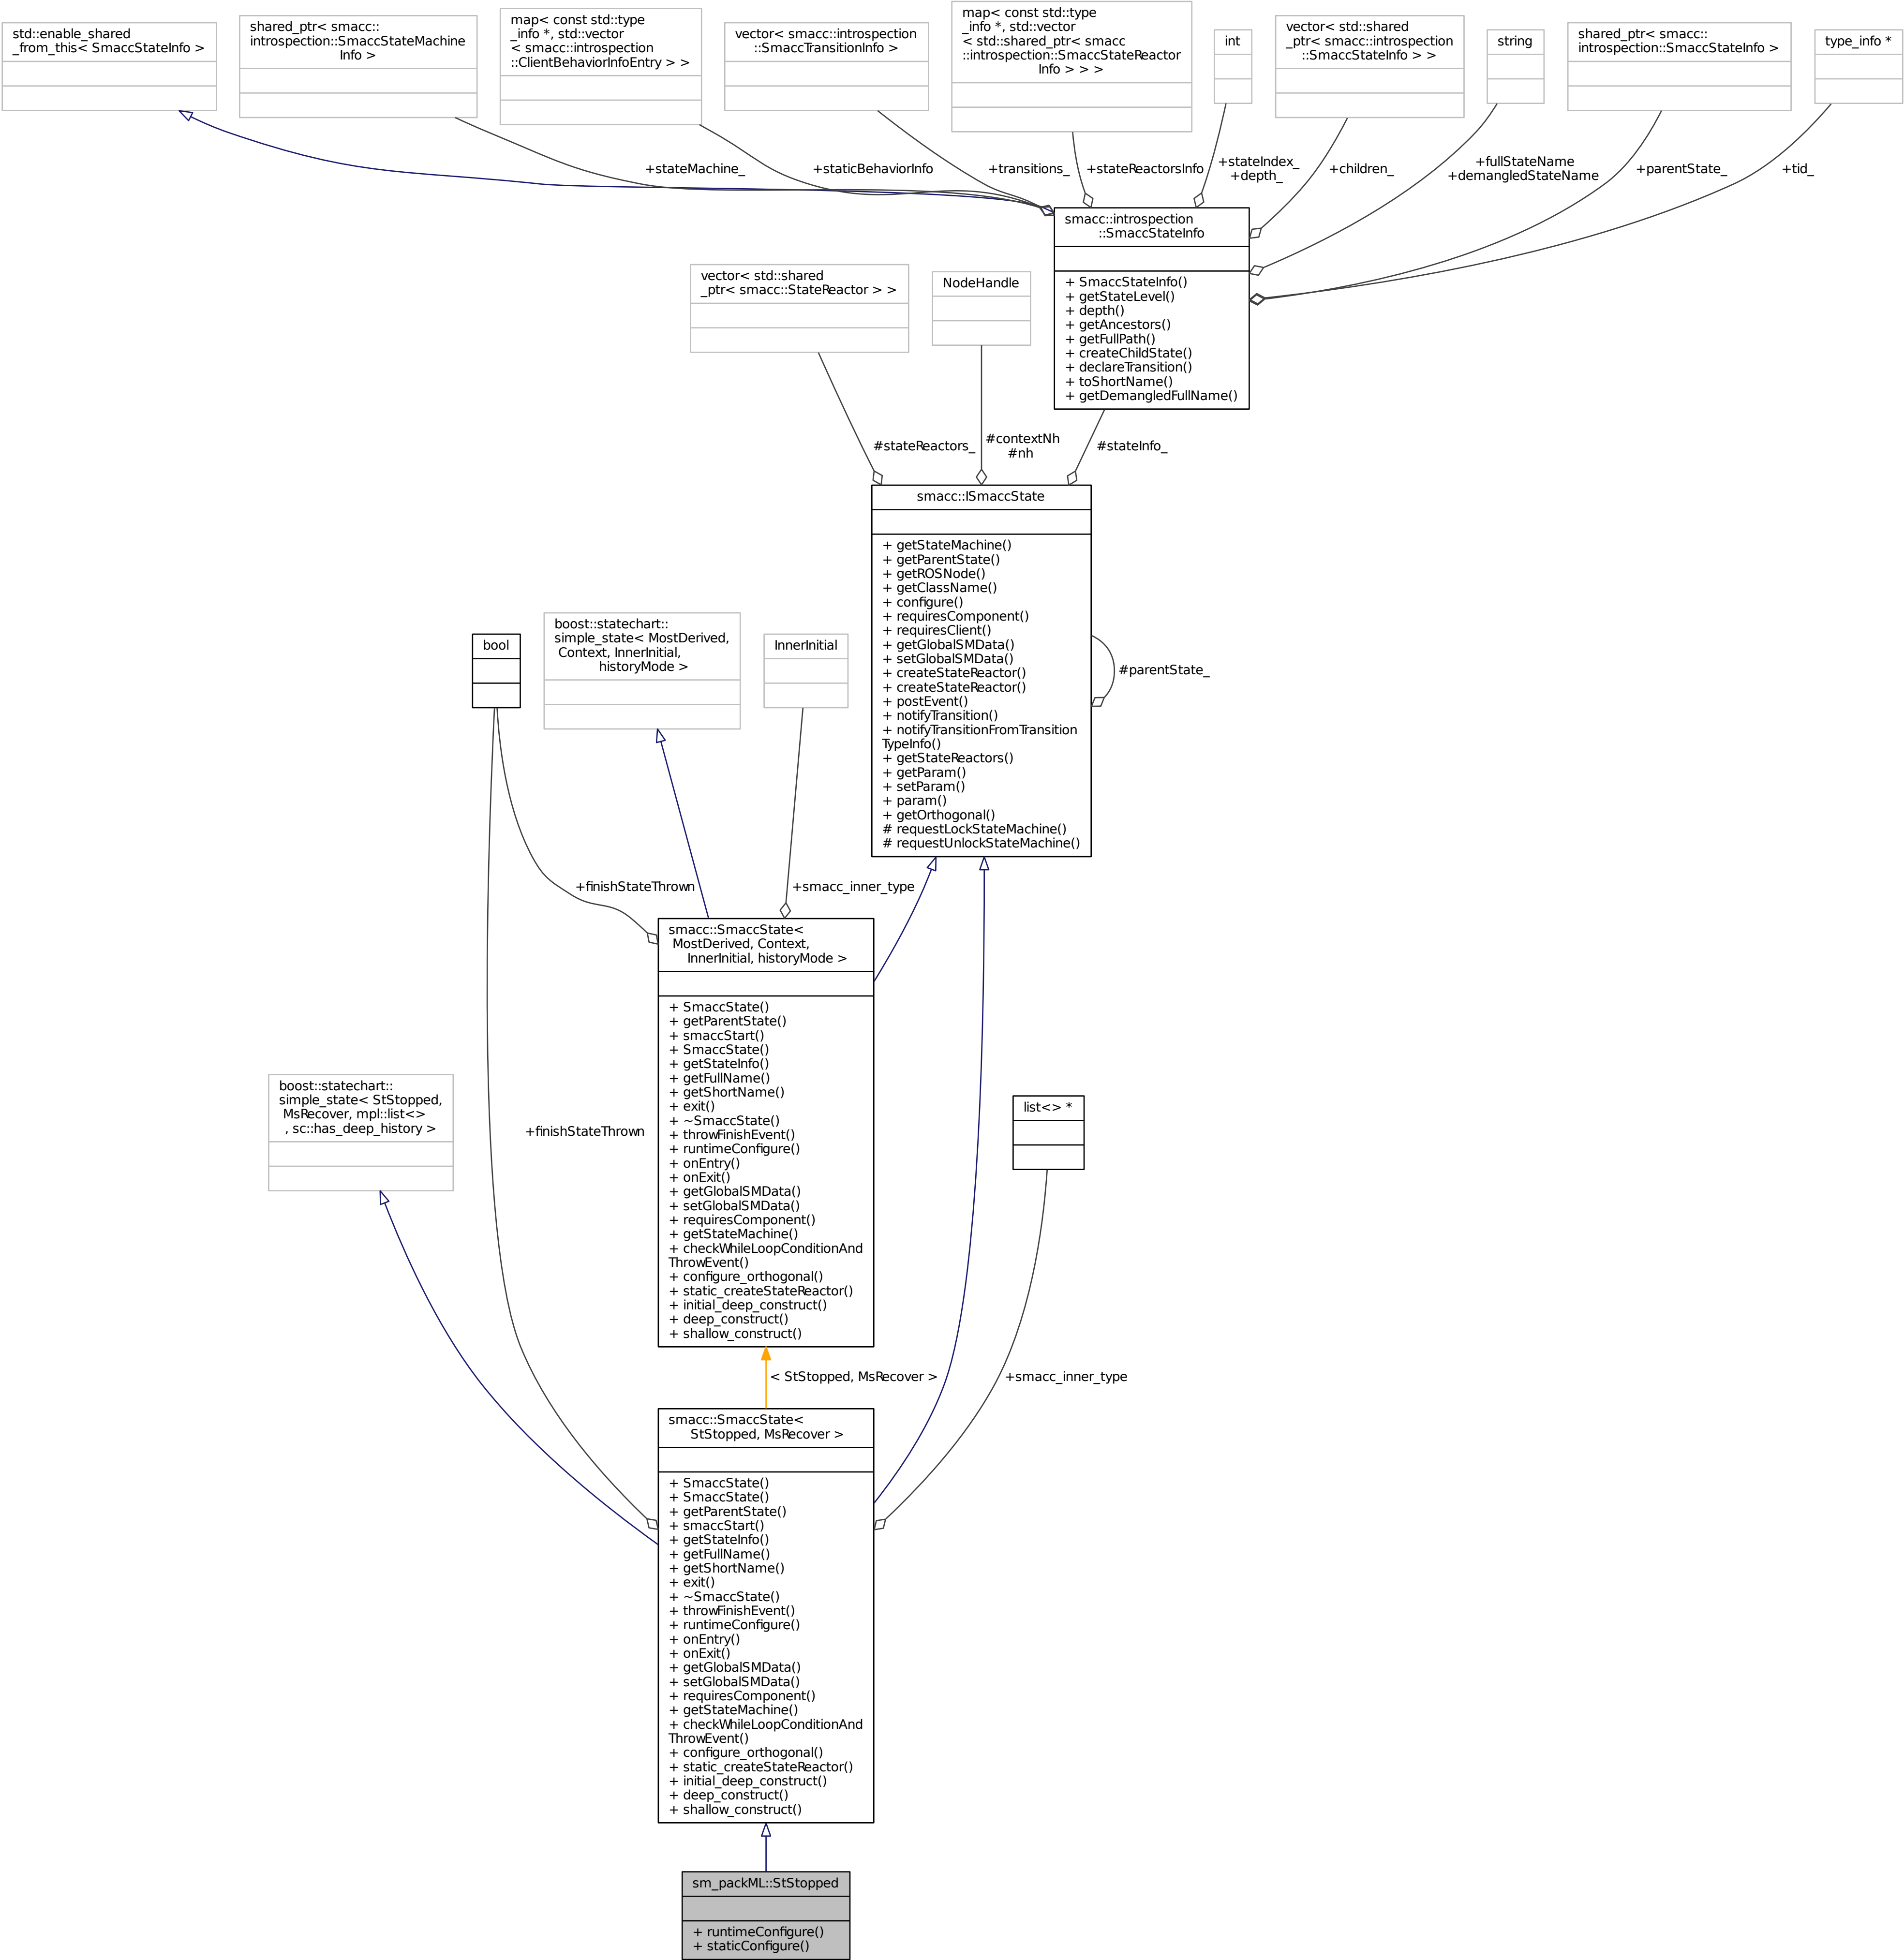 std::enable_shared
_from_this< SmaccStateInfo >
shared_ptr< smacc::
introspection::SmaccStateMachine
Info >
map< const std::type
_info *, std::vector
< smacc::introspection
::ClientBehaviorInfoEntry > >
vector< smacc::introspection
::SmaccTransitionInfo >
map< const std::type
_info *, std::vector
< std::shared_ptr< smacc
::introspection::SmaccStateReactor
Info > > >
int
vector< std::shared
_ptr< smacc::introspection
::SmaccStateInfo > >
string
shared_ptr< smacc::
introspection::SmaccStateInfo >
type_info *
+stateMachine_
+staticBehaviorInfo
+transitions_
+stateReactorsInfo
+stateIndex_
+depth_
+children_
+fullStateName
+demangledStateName
+parentState_
+tid_
smacc::introspection
::SmaccStateInfo
+ SmaccStateInfo()
+ getStateLevel()
+ depth()
+ getAncestors()
+ getFullPath()
+ createChildState()
+ declareTransition()
+ toShortName()
+ getDemangledFullName()
vector< std::shared
_ptr< smacc::StateReactor > >
NodeHandle
#stateReactors_
#contextNh
#nh
#stateInfo_
smacc::ISmaccState
+ getStateMachine()
+ getParentState()
+ getROSNode()
+ getClassName()
+ configure()
+ requiresComponent()
+ requiresClient()
+ getGlobalSMData()
+ setGlobalSMData()
+ createStateReactor()
+ createStateReactor()
+ postEvent()
+ notifyTransition()
+ notifyTransitionFromTransition
TypeInfo()
+ getStateReactors()
+ getParam()
+ setParam()
+ param()
+ getOrthogonal()
# requestLockStateMachine()
# requestUnlockStateMachine()
#parentState_
bool
boost::statechart::
simple_state< MostDerived,
Context, InnerInitial,
historyMode >
InnerInitial
+finishStateThrown
+smacc_inner_type
smacc::SmaccState<
MostDerived, Context,
InnerInitial, historyMode >
+ SmaccState()
+ getParentState()
+ smaccStart()
+ SmaccState()
+ getStateInfo()
+ getFullName()
+ getShortName()
+ exit()
+ ~SmaccState()
+ throwFinishEvent()
+ runtimeConfigure()
+ onEntry()
+ onExit()
+ getGlobalSMData()
+ setGlobalSMData()
+ requiresComponent()
+ getStateMachine()
+ checkWhileLoopConditionAnd
ThrowEvent()
+ configure_orthogonal()
+ static_createStateReactor()
+ initial_deep_construct()
+ deep_construct()
+ shallow_construct()
boost::statechart::
simple_state< StStopped,
MsRecover, mpl::list<>
, sc::has_deep_history >
+finishStateThrown
list<> *
< StStopped, MsRecover >
+smacc_inner_type
smacc::SmaccState<
StStopped, MsRecover >
+ SmaccState()
+ SmaccState()
+ getParentState()
+ smaccStart()
+ getStateInfo()
+ getFullName()
+ getShortName()
+ exit()
+ ~SmaccState()
+ throwFinishEvent()
+ runtimeConfigure()
+ onEntry()
+ onExit()
+ getGlobalSMData()
+ setGlobalSMData()
+ requiresComponent()
+ getStateMachine()
+ checkWhileLoopConditionAnd
ThrowEvent()
+ configure_orthogonal()
+ static_createStateReactor()
+ initial_deep_construct()
+ deep_construct()
+ shallow_construct()
sm_packML::StStopped
+ runtimeConfigure()
+ staticConfigure()